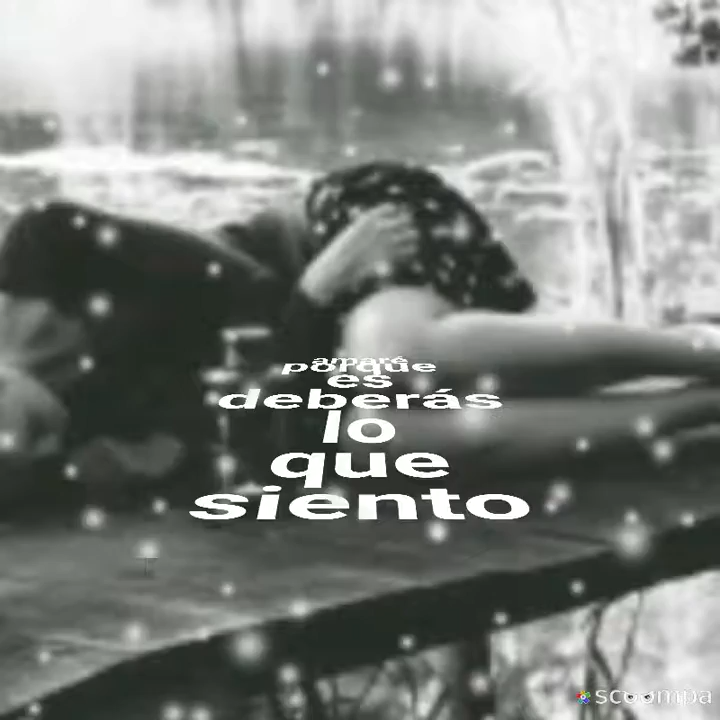 amaré
porque
es
deberás
lo
que
siento
scoompa